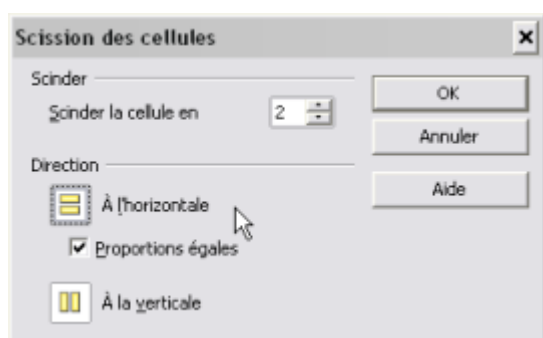 Scission des cellules
Scinder
Scinder la cellule en 2
OK
Annuler
Direction
Aide
À l'horizontale
Proportions égales
À la verticale